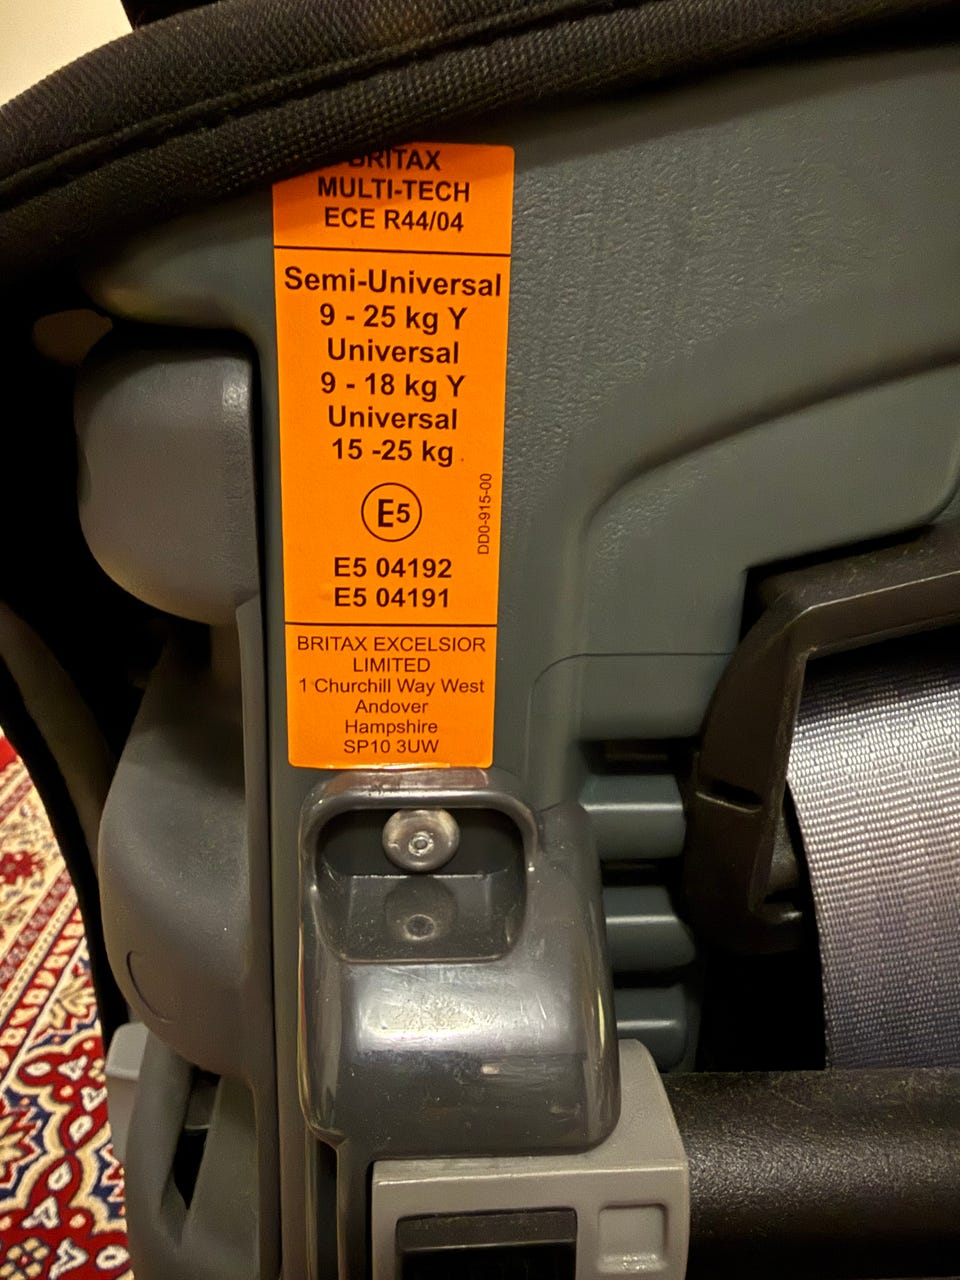 BRITAX
MULTI-TECH
ECE R44/04
Semi-Universal
9 - 25 kg Y
Universal
9 - 18 kg Y
Universal
15 -25 kg
E5
DD0-915-00
E5 04192
E5 04191
BRITAX EXCELSIOR
LIMITED
1 Churchill Way West
Andover
Hampshire
SP10 3UW